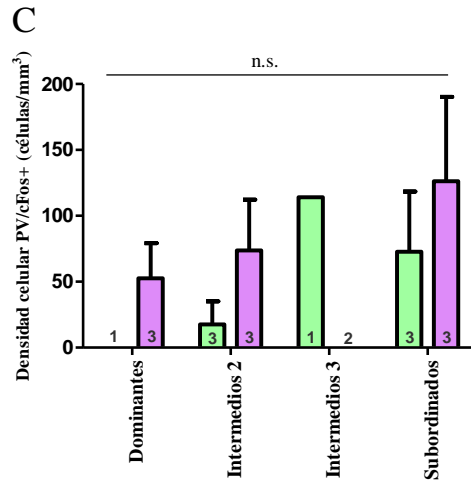 C
n.s.
Densidad celular PV/cFos+ (células/mm³)
200
150
100
50
0
1 3 3 3 1 2 3 3
Dominantes
Intermedios 2
Intermedios 3
Subordinados